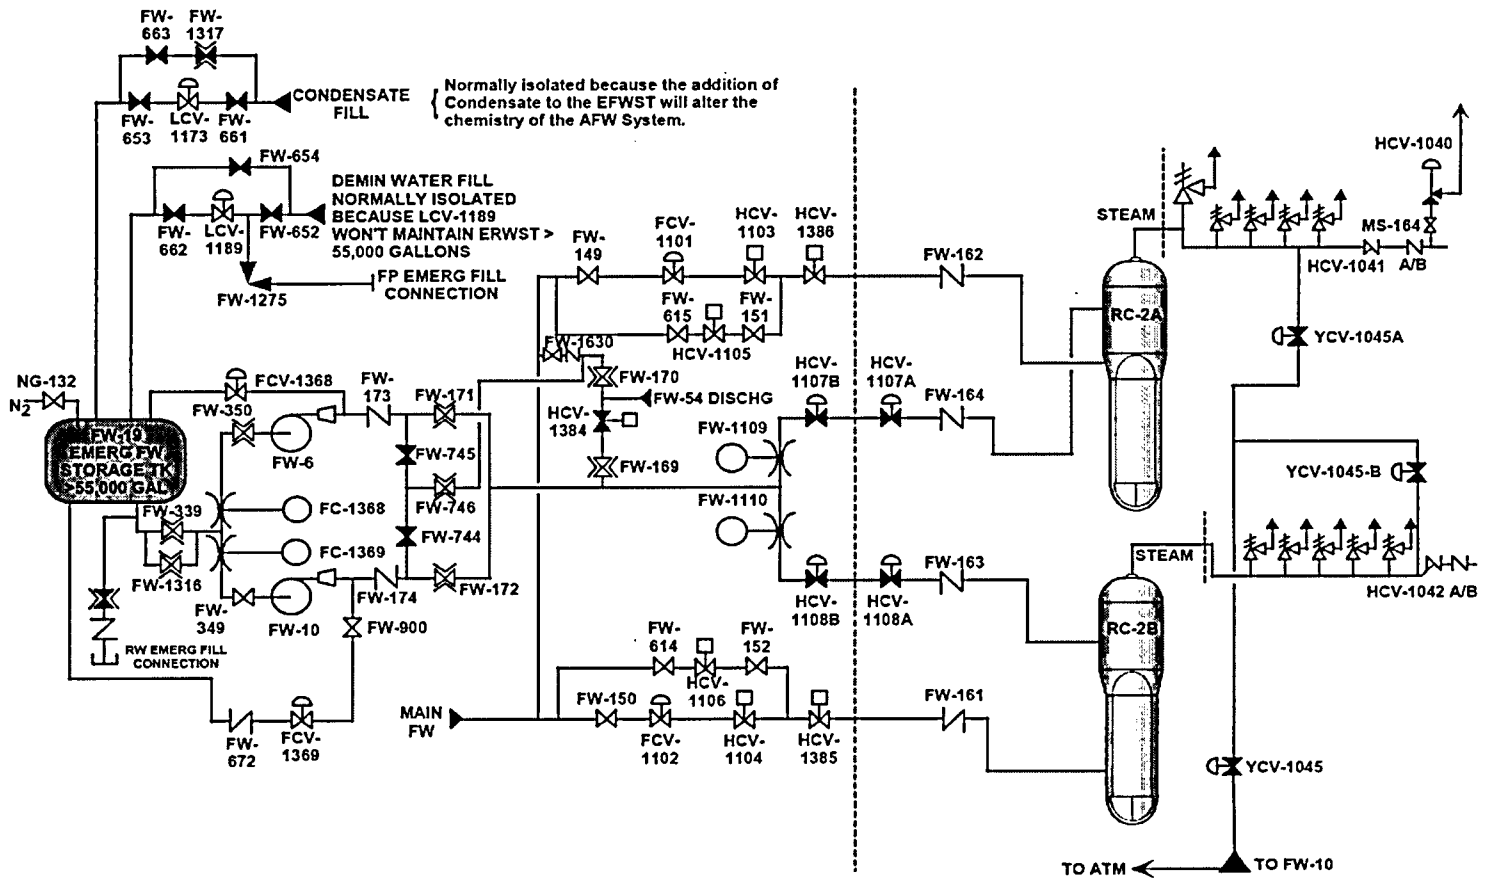 FW-
663
FW-
1317
FW-
653
LCV-
1173
FW-
661
CONDENSATE
FILL
Normally isolated because the addition of
Condensate to the EFWST will alter the
chemistry of the AFW System.
FW-654
FW-
662
LCV-
1189
FW-652
DEMIN WATER FILL
NORMALLY ISOLATED
BECAUSE LCV-1189
WON'T MAINTAIN ERWST >
55,000 GALLONS
FW-1275
FP EMERG FILL
CONNECTION
NG-132
N2
FW-19
EMERG FW
STORAGE TK
>55,000 GAL
FCV-1368
FW-350
FW-6
FW-
173
FW-171
FW-745
FW-746
FW-744
FW-339
FW-1316
FC-1368
FC-1369
FW-
349
FW-10
FW-174
FW-172
FW-900
RW EMERG FILL
CONNECTION
FW-
672
FCV-
1369
FW-
149
FCV-
1101
HCV-
1103
HCV-
1386
FW-
615
FW-
151
HCV-1105
FW-1630
FW-170
FW-54 DISCHG
HCV-
1384
FW-169
FW-1109
FW-1110
HCV-
1107B
HCV-
1107A
HCV-
1108B
HCV-
1108A
FW-162
FW-164
FW-163
FW-161
FW-
614
FW-
152
HCV-
1106
FW-150
FCV-
1102
HCV-
1104
HCV-
1385
MAIN
FW
STEAM
RC-2A
HCV-1040
MS-164
HCV-1041
A/B
YCV-1045A
YCV-1045-B
STEAM
RC-2B
HCV-1042 A/B
YCV-1045
TO ATM
TO FW-10